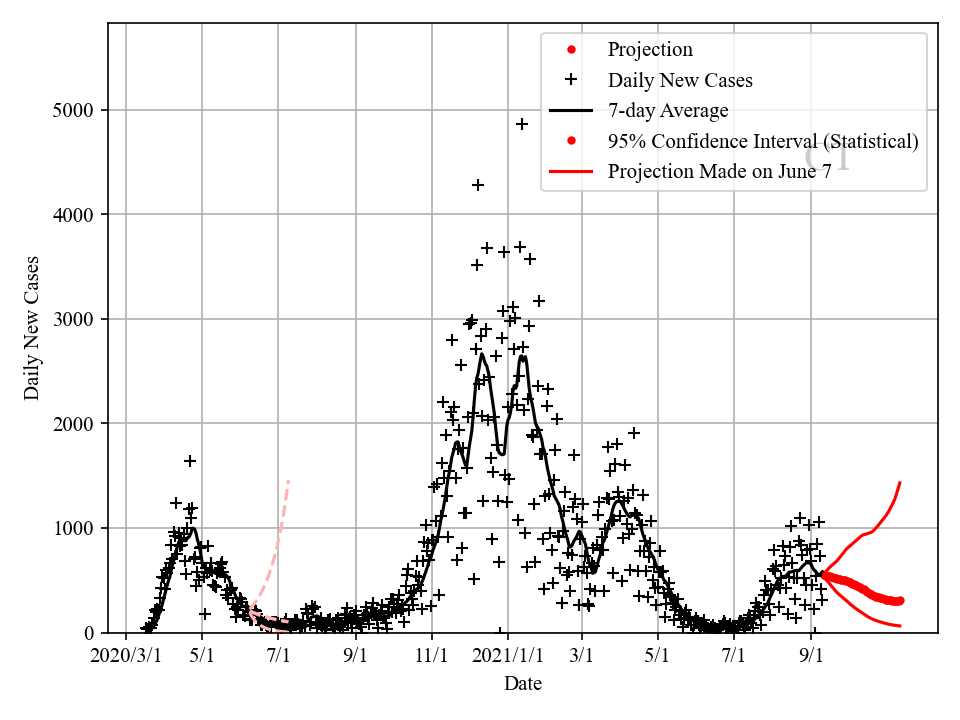 Projection
Daily New Cases
7-day Average
95% Confidence Interval (Statistical)
CT
Projection Made on June 7
5000
4000
3000
2000
1000
0
Daily New Cases
2020/3/1 5/1 7/1 9/1 11/1 2021/1/1 3/1 5/1 7/1 9/1
Date